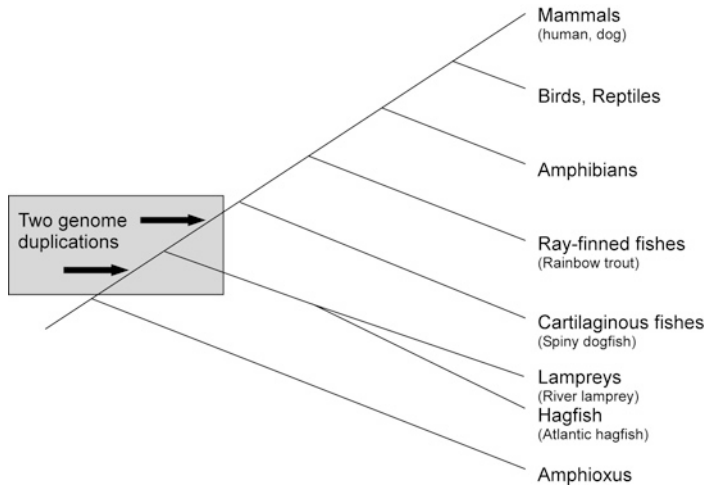 Mammals
(human, dog)
Birds, Reptiles
Amphibians
Two genome
duplications
Ray-finned fishes
(Rainbow trout)
Cartilaginous fishes
(Spiny dogfish)
Lampreys
(River lamprey)
Hagfish
(Atlantic hagfish)
Amphioxus